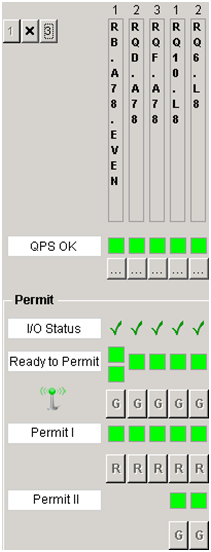 1 2 3 1 2
1 x 3
RB.A78.EVEN
RQD.A78
RQF.A78
RQ10.L8
RQ6.L8
QPS OK
... ... ... ... ...
Permit
I/O Status
Ready to Permit
G G G G G
Permit I
R R R R R
Permit II
G G